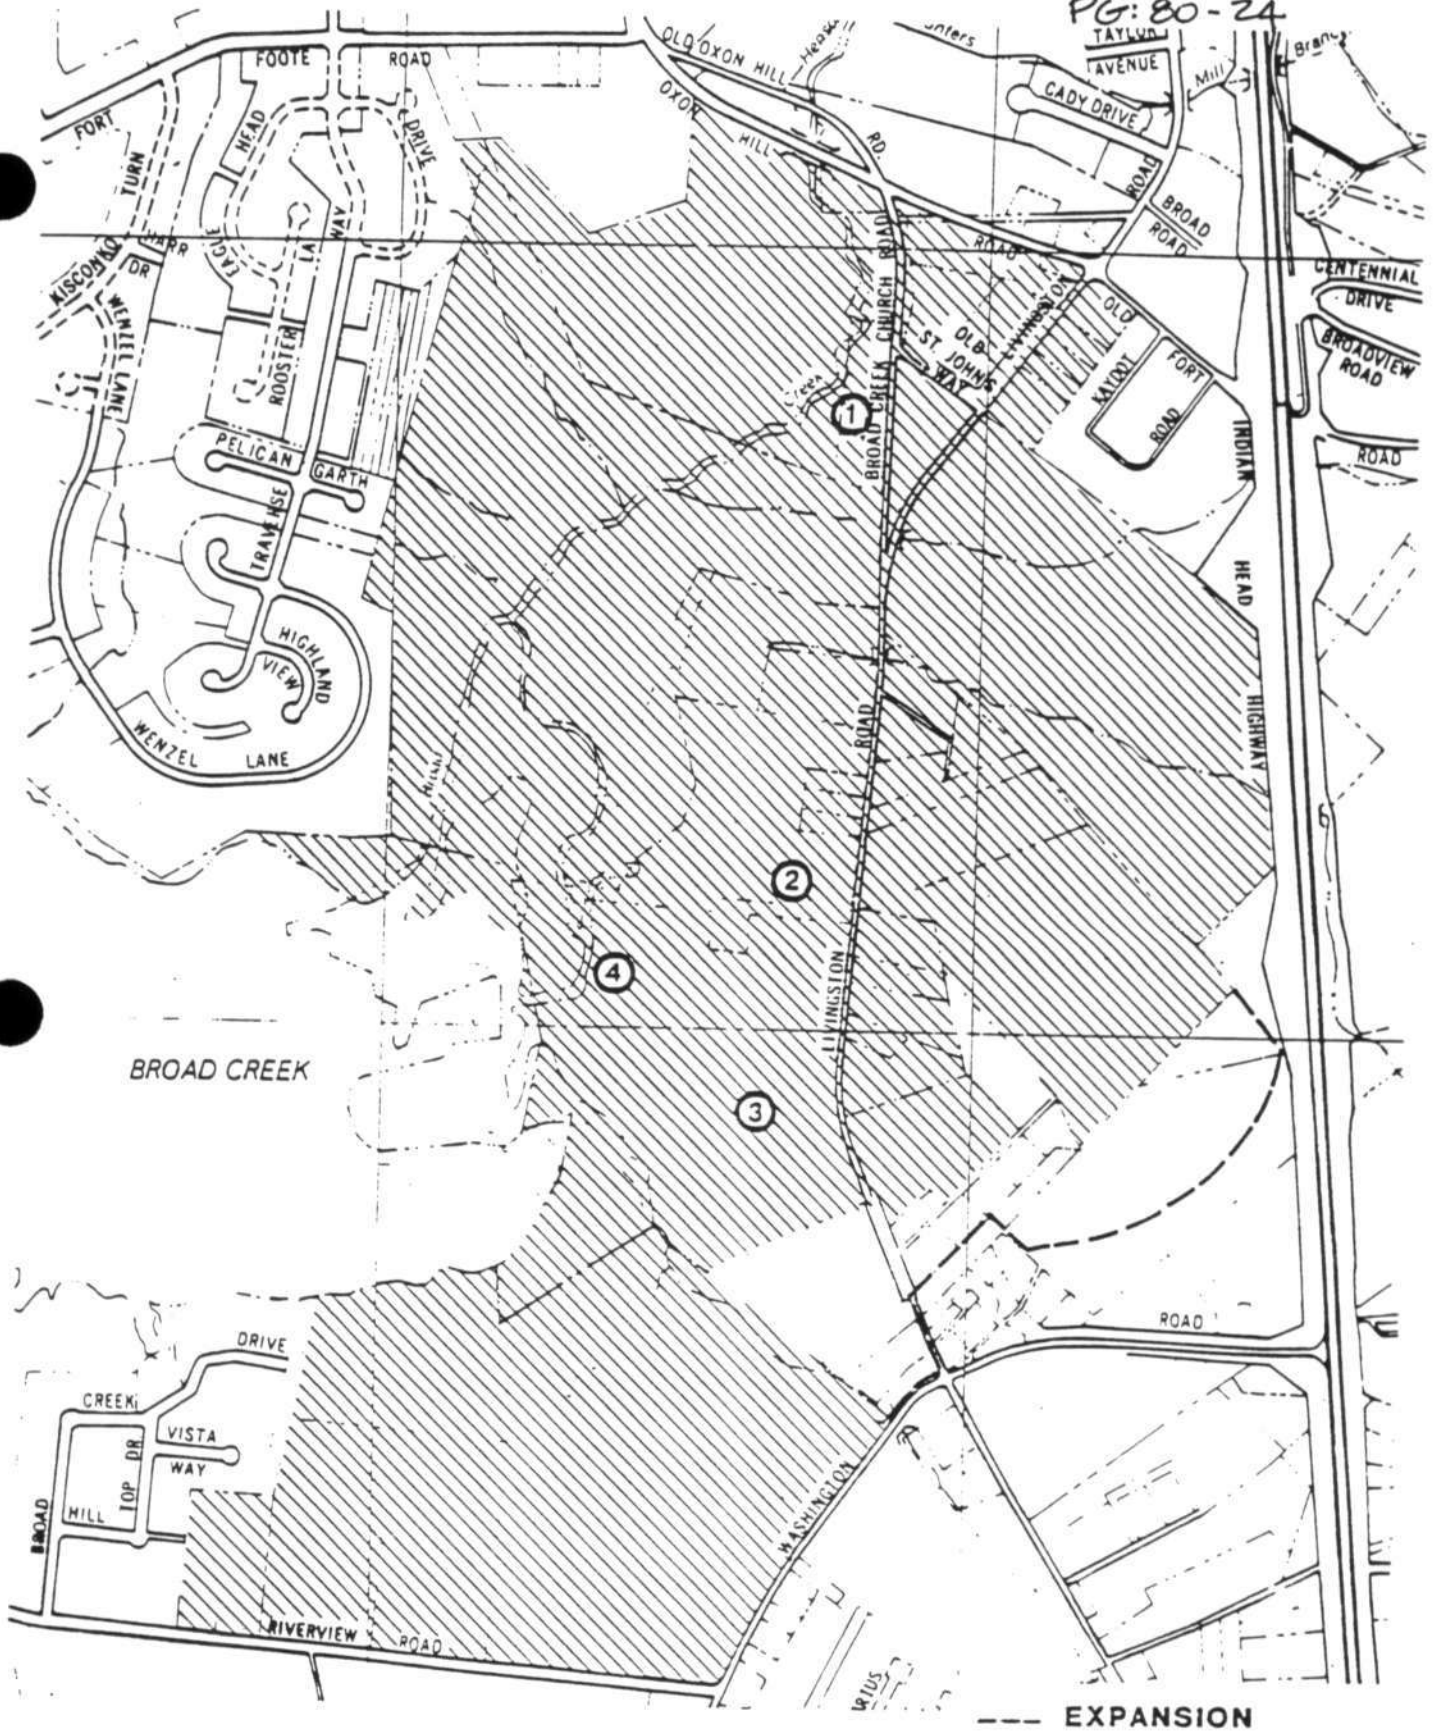 PG: 80-24
TAYLOR
AVENUE
Mill
Branch
CADY DRIVE
OLD OXON HILL
RD.
OXON
HILL
ROAD
FOOTE
ROAD
FORT
HEAD
DRIVE
TURN
EAGLE
LA
WAY
KISCONKO
HARR
DR
WENZEL LANE
ROOSTER
ROAD
BROAD
ROAD
CENTENNIAL
DRIVE
BROADVIEW
ROAD
ROAD
LIVINGSTON
OLD
FORT
ROAD
KAYDOT
OLD
ST JOHN'S
WAY
BROAD CREEK CHURCH ROAD
Creek
1
PELICAN
GARTH
TRAVERSE
INDIAN
HEAD
HIGHWAY
HIGHLAND
VIEW
WENZEL
LANE
ROAD
2
4
LIVINGSTON
BROAD CREEK
3
ROAD
DRIVE
CREEK
VISTA
WAY
TOP
DR
HILL
BROAD
WASHINGTON
RIVERVIEW
ROAD
--- EXPANSION